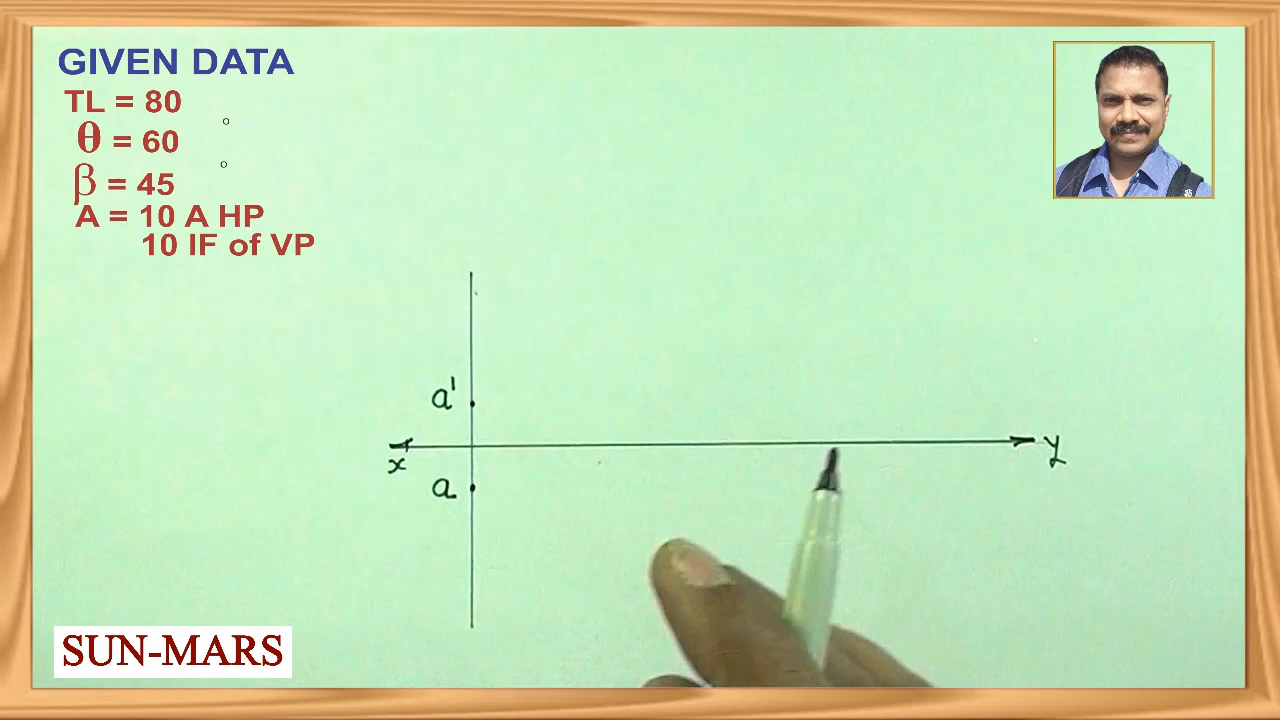 GIVEN DATA
TL = 80
θ = 60°
β = 45°
A = 10 A HP
10 IF of VP
a'
x
y
a
SUN-MARS